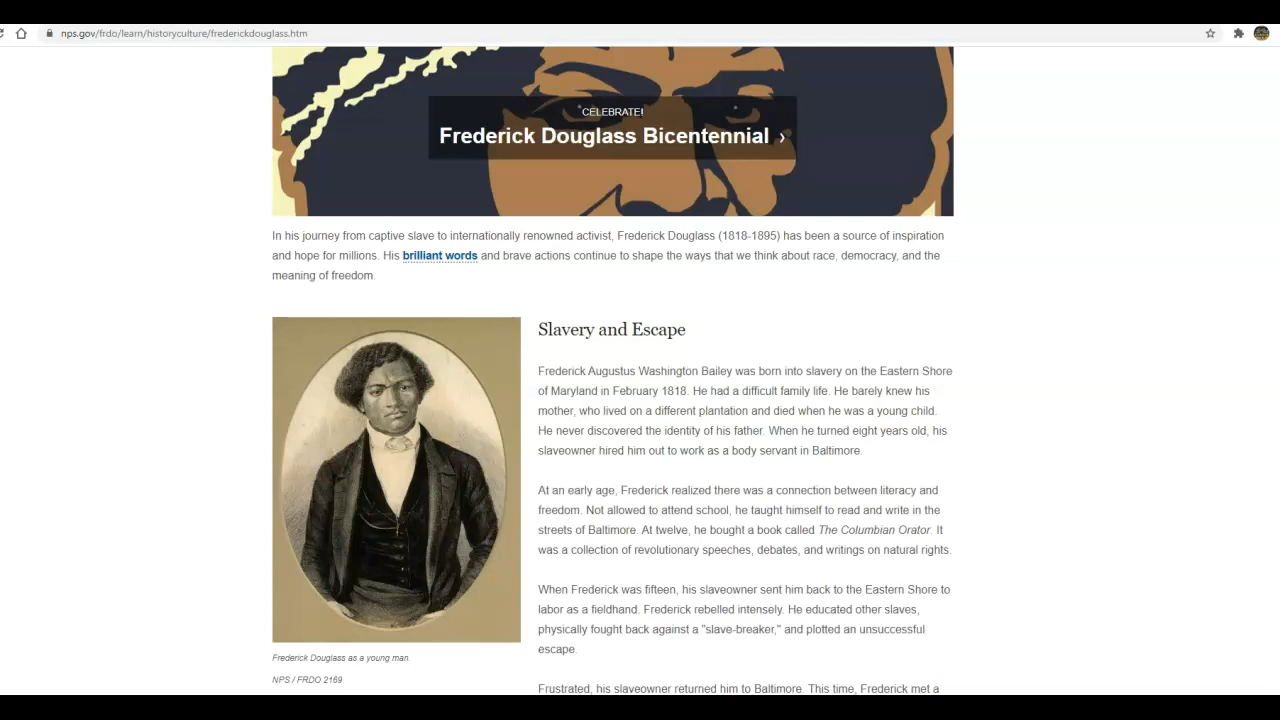 nps.gov/frdo/learn/historyculture/frederickdouglass.htm
CELEBRATE!
Frederick Douglass Bicentennial ›
In his journey from captive slave to internationally renowned activist, Frederick Douglass (1818-1895) has been a source of inspiration
and hope for millions. His brilliant words and brave actions continue to shape the ways that we think about race, democracy, and the
meaning of freedom.
Slavery and Escape
Frederick Augustus Washington Bailey was born into slavery on the Eastern Shore
of Maryland in February 1818. He had a difficult family life. He barely knew his
mother, who lived on a different plantation and died when he was a young child.
He never discovered the identity of his father. When he turned eight years old, his
slaveowner hired him out to work as a body servant in Baltimore.
At an early age, Frederick realized there was a connection between literacy and
freedom. Not allowed to attend school, he taught himself to read and write in the
streets of Baltimore. At twelve, he bought a book called The Columbian Orator. It
was a collection of revolutionary speeches, debates, and writings on natural rights.
When Frederick was fifteen, his slaveowner sent him back to the Eastern Shore to
labor as a fieldhand. Frederick rebelled intensely. He educated other slaves,
physically fought back against a "slave-breaker," and plotted an unsuccessful
escape.
Frustrated, his slaveowner returned him to Baltimore. This time, Frederick met a
Frederick Douglass as a young man.
NPS / FRDO 2169